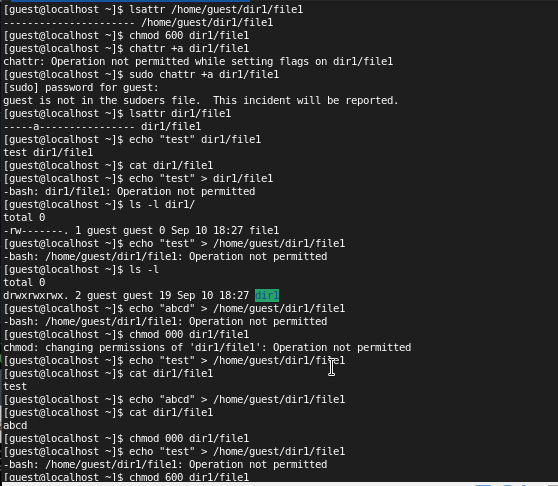 [guest@localhost ~]$ lsattr /home/guest/dir1/file1
---------------------- /home/guest/dir1/file1
[guest@localhost ~]$ chmod 600 dir1/file1
[guest@localhost ~]$ chattr +a dir1/file1
chattr: Operation not permitted while setting flags on dir1/file1
[guest@localhost ~]$ sudo chattr +a dir1/file1
[sudo] password for guest:
guest is not in the sudoers file.  This incident will be reported.
[guest@localhost ~]$ lsattr dir1/file1
-----a---------------- dir1/file1
[guest@localhost ~]$ echo "test" dir1/file1
test dir1/file1
[guest@localhost ~]$ cat dir1/file1
[guest@localhost ~]$ echo "test" > dir1/file1
-bash: dir1/file1: Operation not permitted
[guest@localhost ~]$ ls -l dir1/
total 0
-rw-------. 1 guest guest 0 Sep 10 18:27 file1
[guest@localhost ~]$ echo "test" > /home/guest/dir1/file1
-bash: /home/guest/dir1/file1: Operation not permitted
[guest@localhost ~]$ ls -l
total 0
drwxrwxrwx. 2 guest guest 19 Sep 10 18:27 dir1
[guest@localhost ~]$ echo "abcd" > /home/guest/dir1/file1
-bash: /home/guest/dir1/file1: Operation not permitted
[guest@localhost ~]$ chmod 000 dir1/file1
chmod: changing permissions of 'dir1/file1': Operation not permitted
[guest@localhost ~]$ echo "test" > /home/guest/dir1/file1
[guest@localhost ~]$ cat dir1/file1
test
[guest@localhost ~]$ echo "abcd" > /home/guest/dir1/file1
[guest@localhost ~]$ cat dir1/file1
abcd
[guest@localhost ~]$ chmod 000 dir1/file1
[guest@localhost ~]$ echo "test" > /home/guest/dir1/file1
-bash: /home/guest/dir1/file1: Operation not permitted
[guest@localhost ~]$ chmod 600 dir1/file1